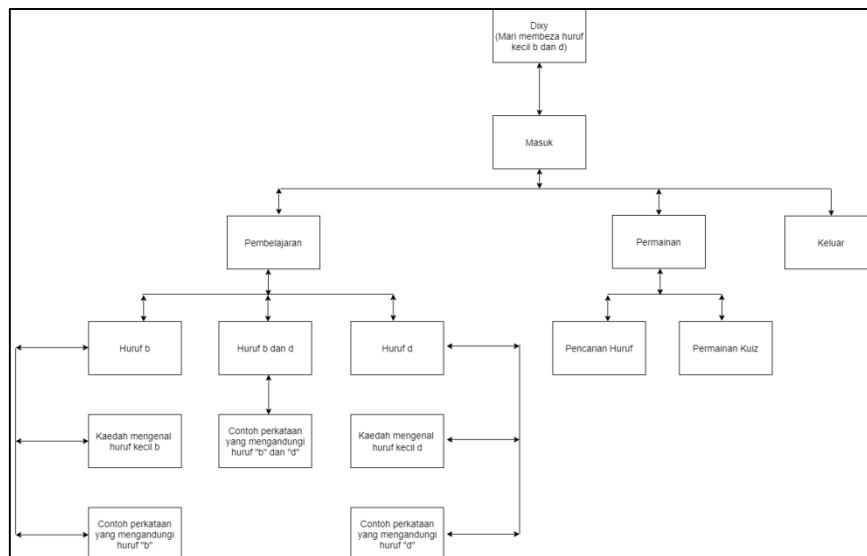 Dixy
(Mari membeza huruf
kecil b dan d)
Masuk
Pembelajaran
Permainan
Keluar
Huruf b
Huruf b dan d
Huruf d
Pencarian Huruf
Permainan Kuiz
Kaedah mengenal
huruf kecil b
Contoh perkataan
yang mengandungi
huruf "b" dan "d"
Kaedah mengenal
huruf kecil d
Contoh perkataan
yang mengandungi
huruf "b"
Contoh perkataan
yang mengandungi
huruf "d"